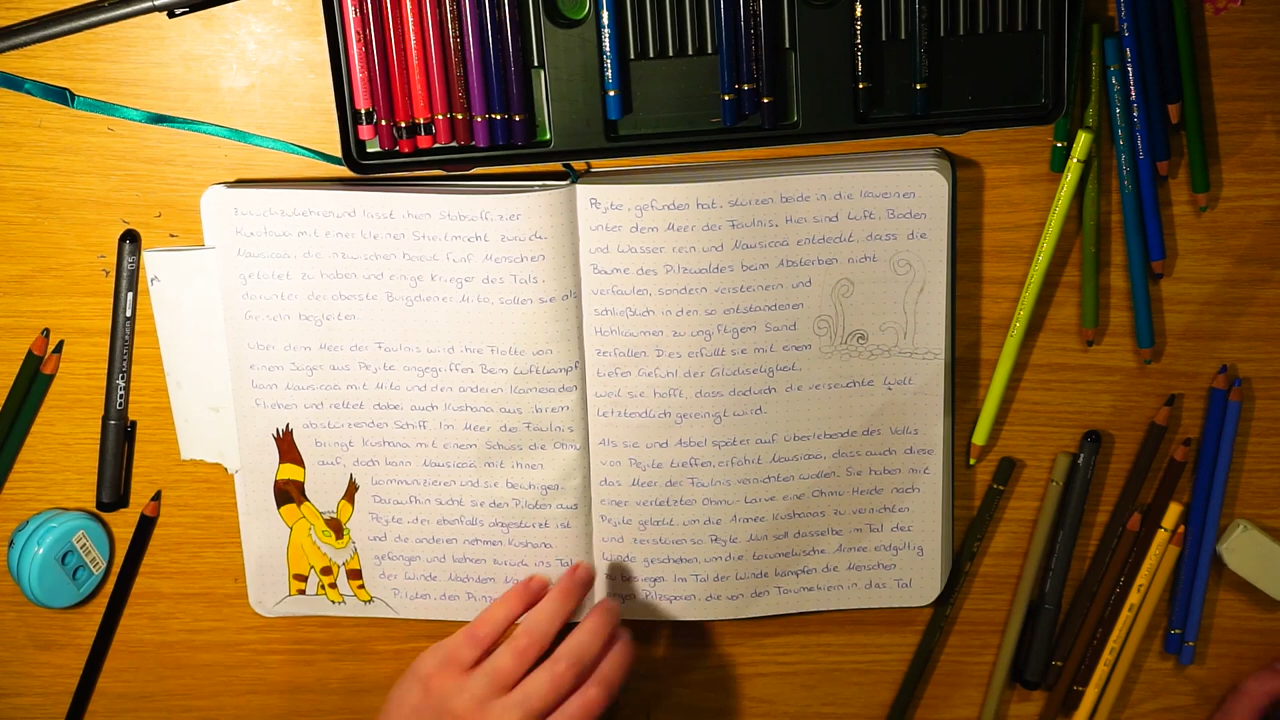 zurückzukehren und lässt ihren Stabsoffizier
Kurotowa mit einer kleinen Streitmacht zurück.
Nausicaä, die inzwischen bereut fünf Menschen
getötet zu haben und einige Krieger des Tals,
darunter der oberste Burgdiener Mito, sollen sie als
Geiseln begleiten.
Über dem Meer der Fäulnis wird ihre Flotte von
einem Jäger aus Pejite angegriffen. Beim Luftkampf
kann Nausicaä mit Mito und den anderen Kameraden
fliehen und rettet dabei auch Kushana aus ihrem
abstürzenden Schiff. Im Meer der Fäulnis
bringt Kushana mit einem Schuss die Ohmu
auf, doch kann Nausicaä mit ihnen
kommunizieren und sie beruhigen.
Daraufhin sucht sie den Piloten aus
Pejite, der ebenfalls abgestürzt ist
und die anderen nehmen Kushana
gefangen und kehren zurück ins Tal
der Winde. Nachdem
Piloten, den Prinz
Pejite, gefunden hat, stürzen beide in die Kavernen
unter dem Meer der Fäulnis. Hier sind Luft, Boden
und Wasser rein und Nausicaä entdeckt, dass die
Bäume des Pilzwaldes beim Absterben nicht
verfaulen, sondern versteinern und
schließlich in den so entstandenen
Hohlräumen zu ungiftigem Sand
zerfallen. Dies erfüllt sie mit einem
tiefen Gefühl der Glückseligkeit,
weil sie hofft, dass dadurch die verseuchte Welt
letztendlich gereinigt wird.
Als sie und Asbel später auf Überlebende des Volks
von Pejite treffen, erfährt Nausicaä, dass auch diese
das Meer der Fäulnis vernichten wollen. Sie haben mit
einer verletzten Ohmu-Larve eine Ohmu-Herde nach
Pejite gelockt, um die Armee Kushanas zu vernichten,
und zerstören so Pejite. Nun soll dasselbe im Tal der
Winde geschehen, um die torumekische Armee endgültig
zu besiegen. Im Tal der Winde kämpfen die Menschen
gegen Pilzsporen, die von den Torumekiern in das Tal
copic MULTILINER 0.5